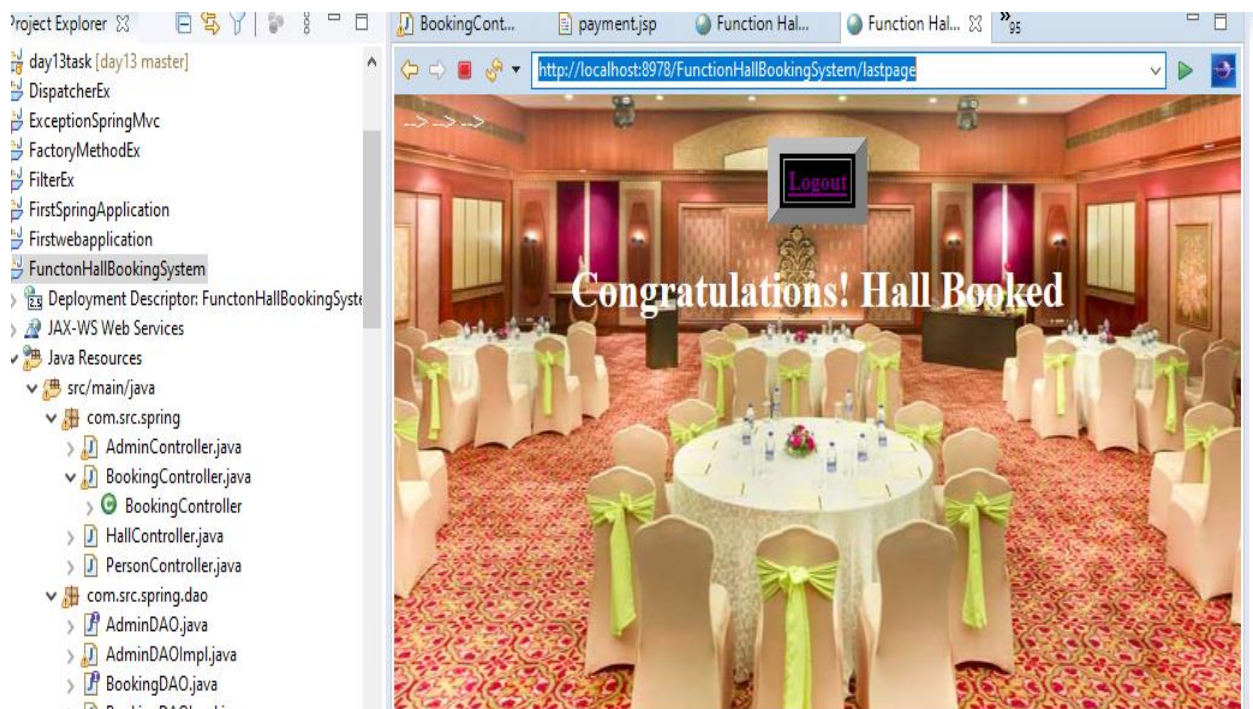 Project Explorer
BookingCont...
payment.jsp
Function Hal...
Function Hal...
»95
day13task [day13 master]
DispatcherEx
ExceptionSpringMvc
FactoryMethodEx
FilterEx
FirstSpringApplication
Firstwebapplication
FunctonHallBookingSystem
2.5 Deployment Descriptor: FunctonHallBookingSyste
JAX-WS Web Services
Java Resources
src/main/java
com.src.spring
AdminController.java
BookingController.java
BookingController
HallController.java
PersonController.java
com.src.spring.dao
AdminDAO.java
AdminDAOImpl.java
BookingDAO.java
http://localhost:8978/FunctionHallBookingSystem/lastpage
--> --> -->
Logout
Congratulations! Hall Booked